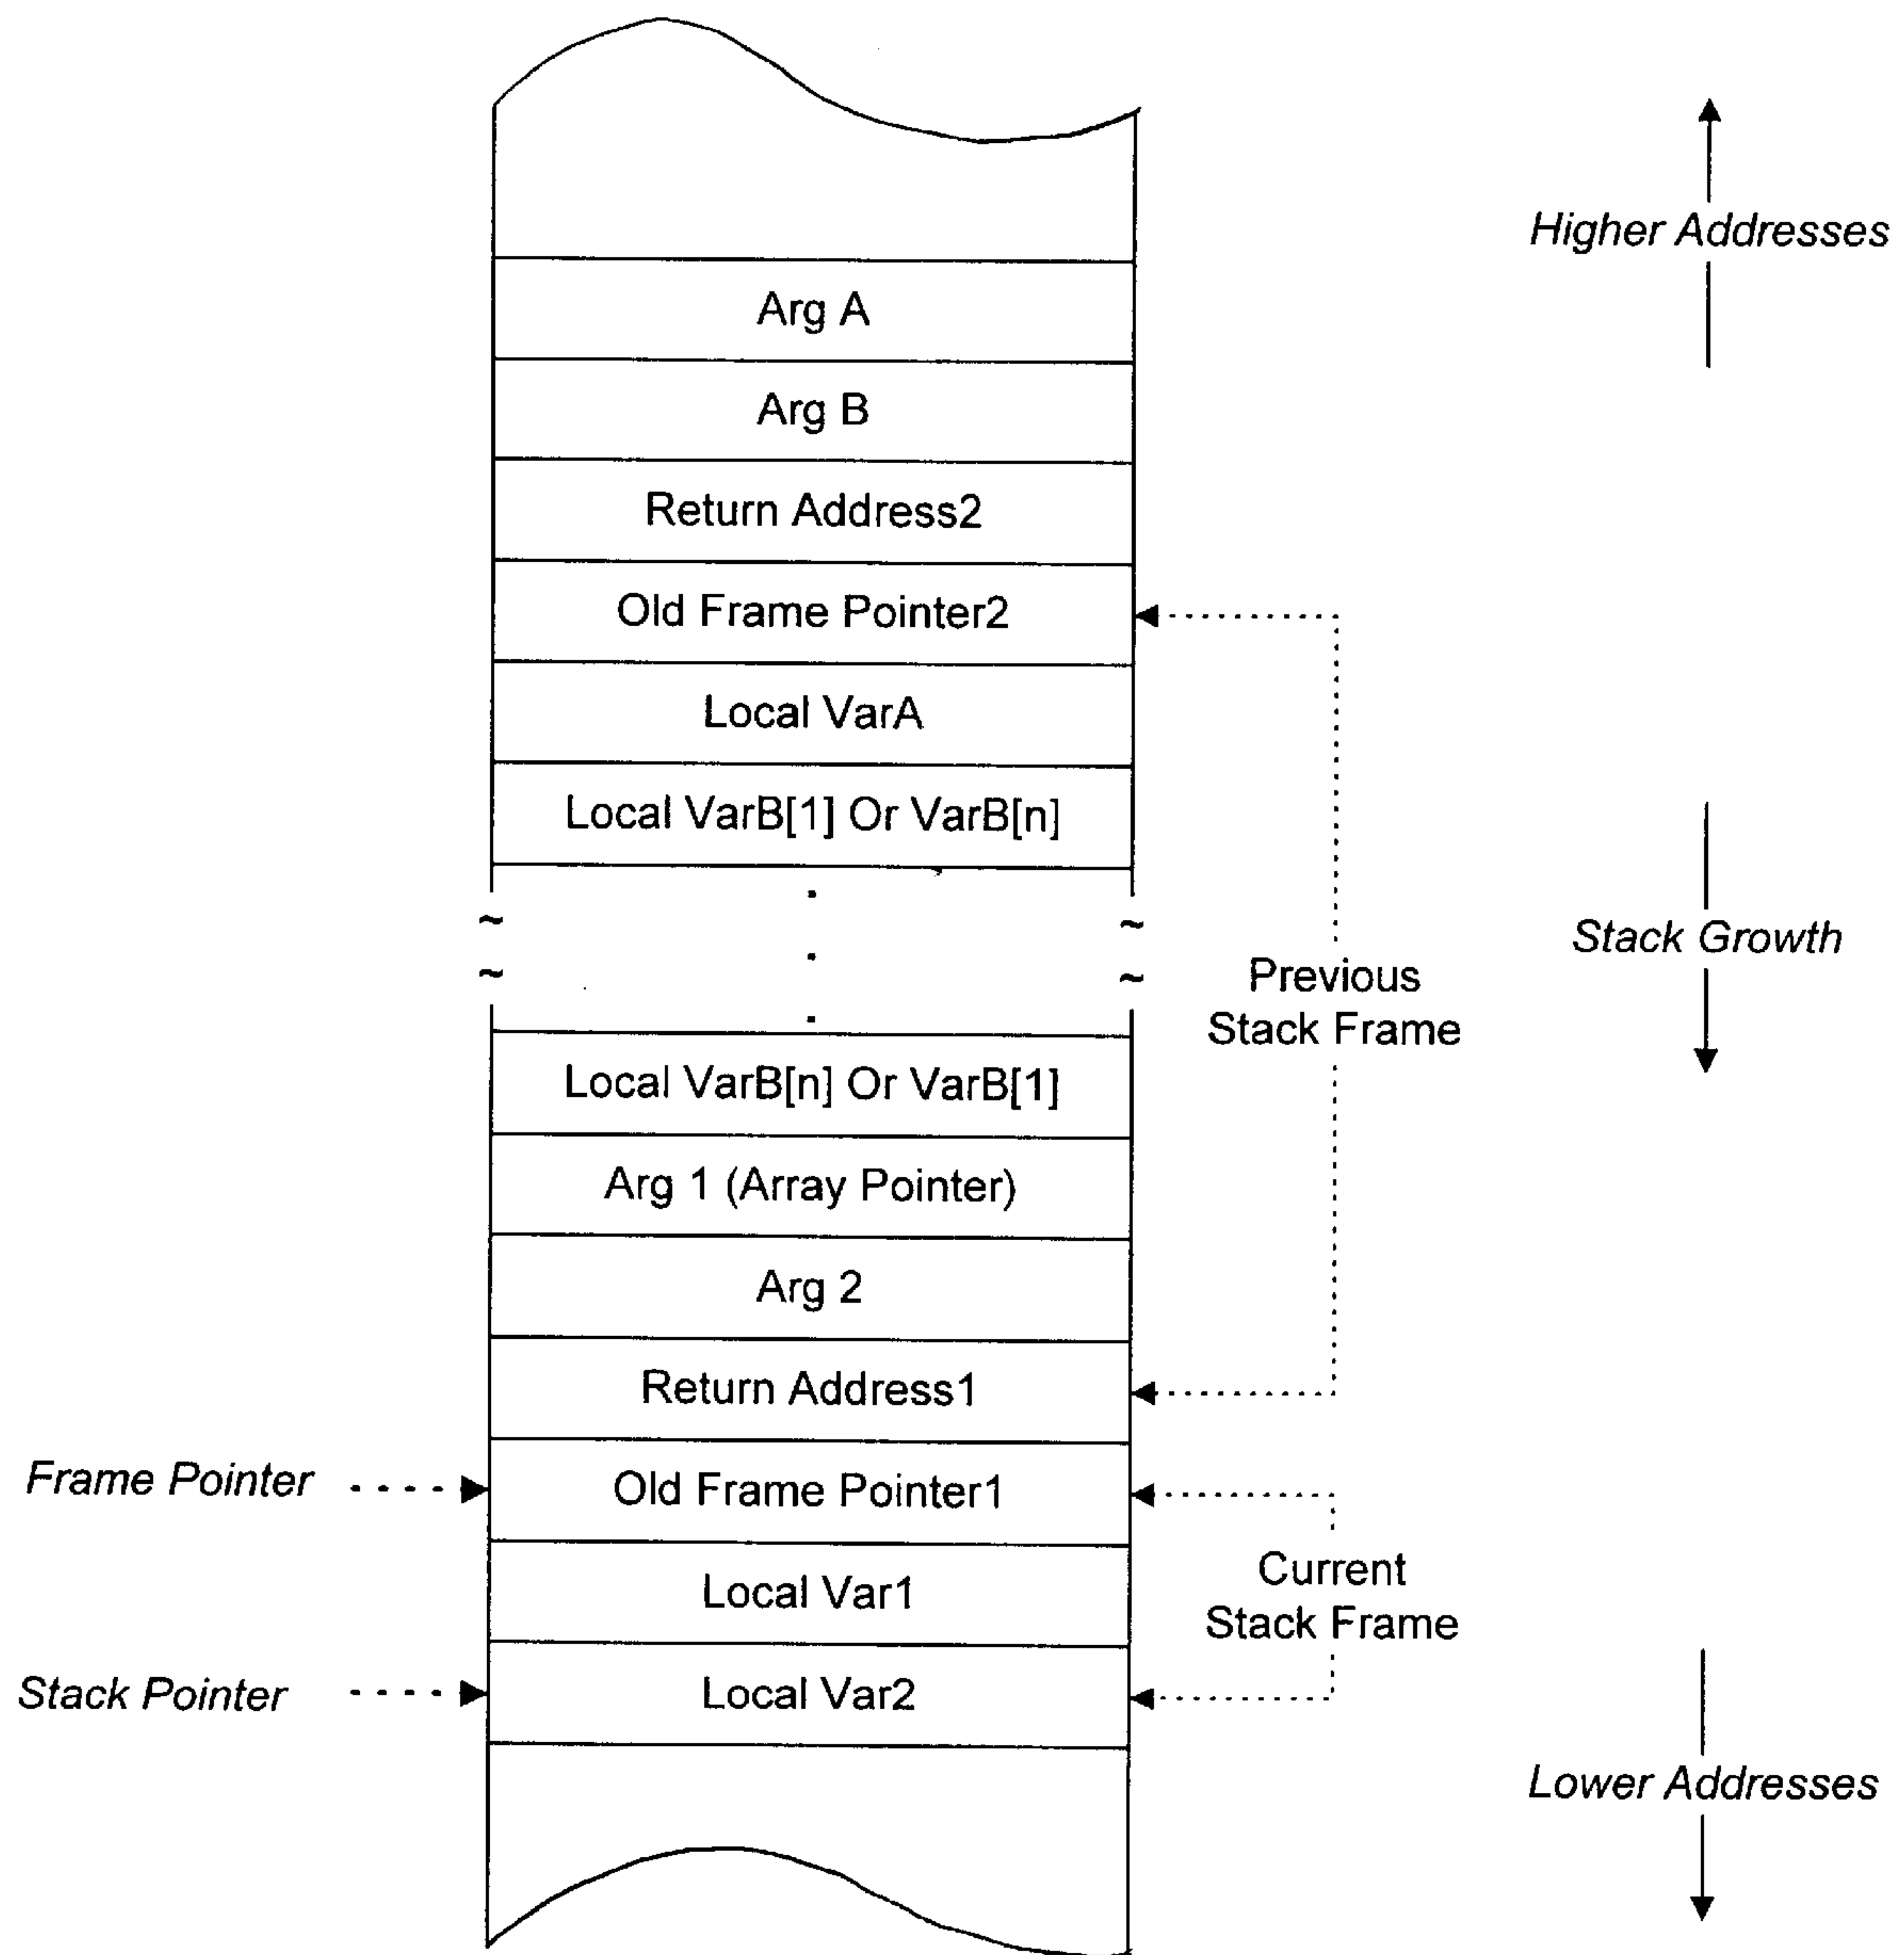 Higher Addresses
Arg A
Arg B
Return Address2
Old Frame Pointer2
Local VarA
Local VarB[1] Or VarB[n]
Stack Growth
Previous
Stack Frame
Local VarB[n] Or VarB[1]
Arg 1 (Array Pointer)
Arg 2
Return Address1
Frame Pointer
Old Frame Pointer1
Local Var1
Current
Stack Frame
Stack Pointer
Local Var2
Lower Addresses